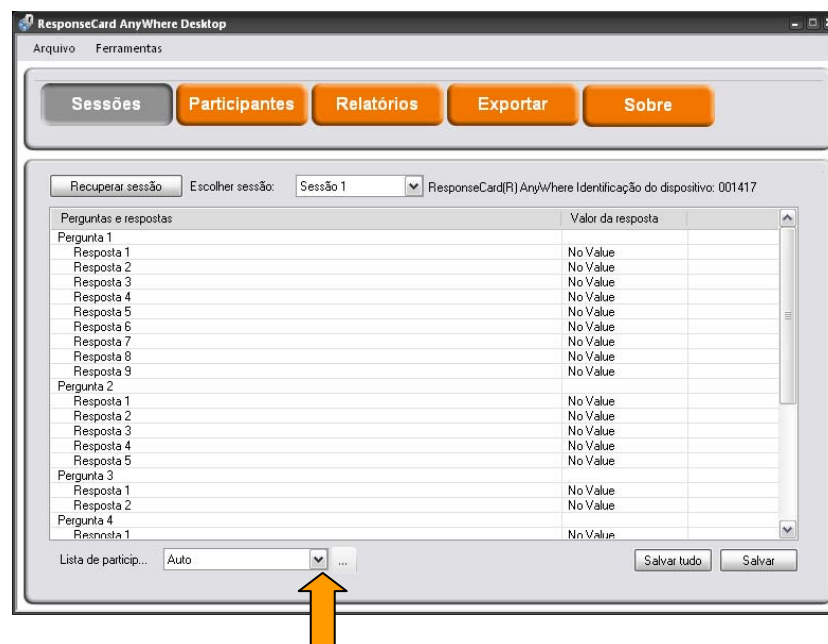 ResponseCard AnyWhere Desktop
Arquivo Ferramentas
Sessões Participantes Relatórios Exportar Sobre
Recuperar sessão Escolher sessão: Sessão 1 ResponseCard(R) AnyWhere Identificação do dispositivo: 001417
Perguntas e respostas Valor da resposta
Pergunta 1
Resposta 1 No Value
Resposta 2 No Value
Resposta 3 No Value
Resposta 4 No Value
Resposta 5 No Value
Resposta 6 No Value
Resposta 7 No Value
Resposta 8 No Value
Resposta 9 No Value
Pergunta 2
Resposta 1 No Value
Resposta 2 No Value
Resposta 3 No Value
Resposta 4 No Value
Resposta 5 No Value
Pergunta 3
Resposta 1 No Value
Resposta 2 No Value
Pergunta 4
Resposta 1 No Value
Lista de particip... Auto ... Salvar tudo Salvar